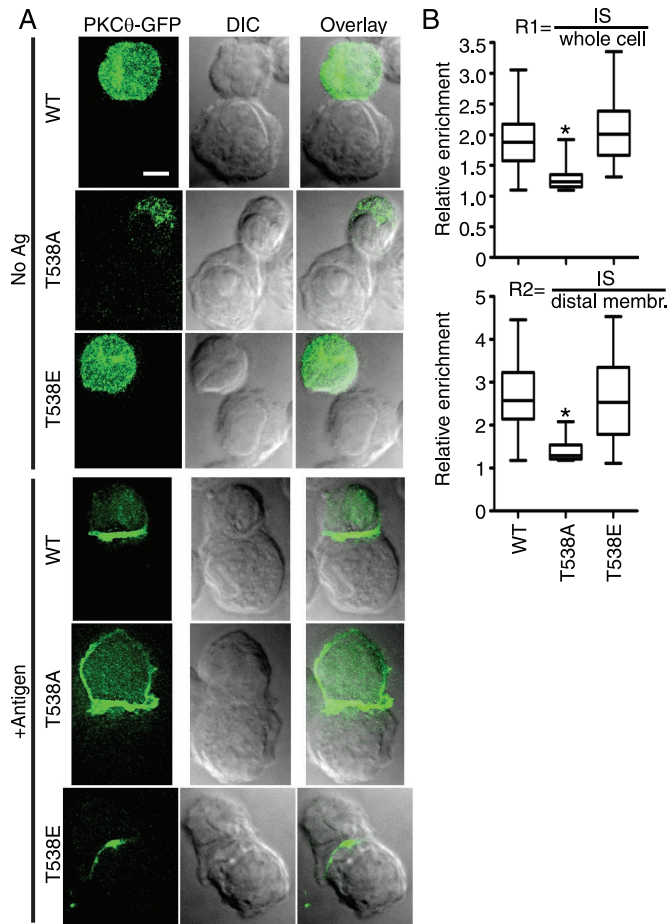 A
PKCθ-GFP DIC Overlay
No Ag
WT
T538A
T538E
+Antigen
WT
T538A
T538E
B
R1= IS
whole cell
Relative enrichment
3.5
3.0
2.5
2.0
1.5
1.0
0.5
0
*
R2= IS
distal membr.
Relative enrichment
5
4
3
2
1
0
*
WT
T538A
T538E